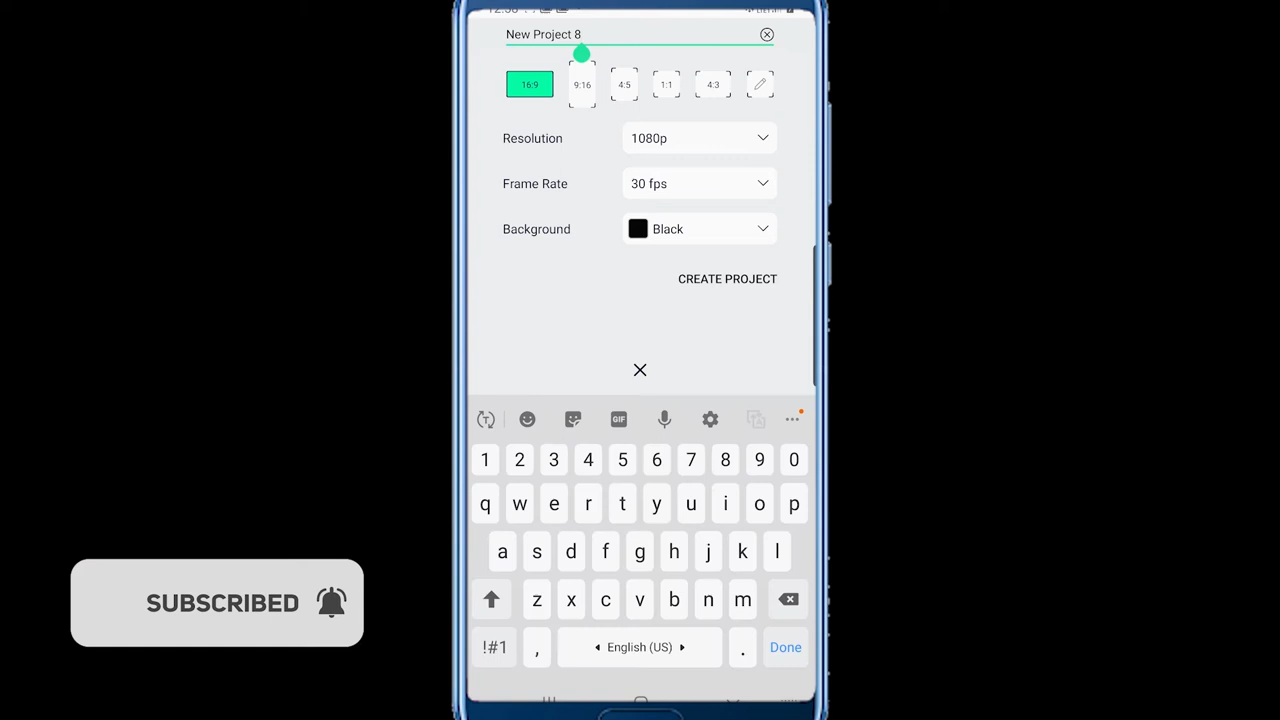 New Project 8
16:9 9:16 4:5 1:1 4:3
Resolution 1080p
Frame Rate 30 fps
Background Black
CREATE PROJECT
GIF
1 2 3 4 5 6 7 8 9 0
q w e r t y u i o p
a s d f g h j k l
z x c v b n m
!#1 , English (US) . Done
SUBSCRIBED